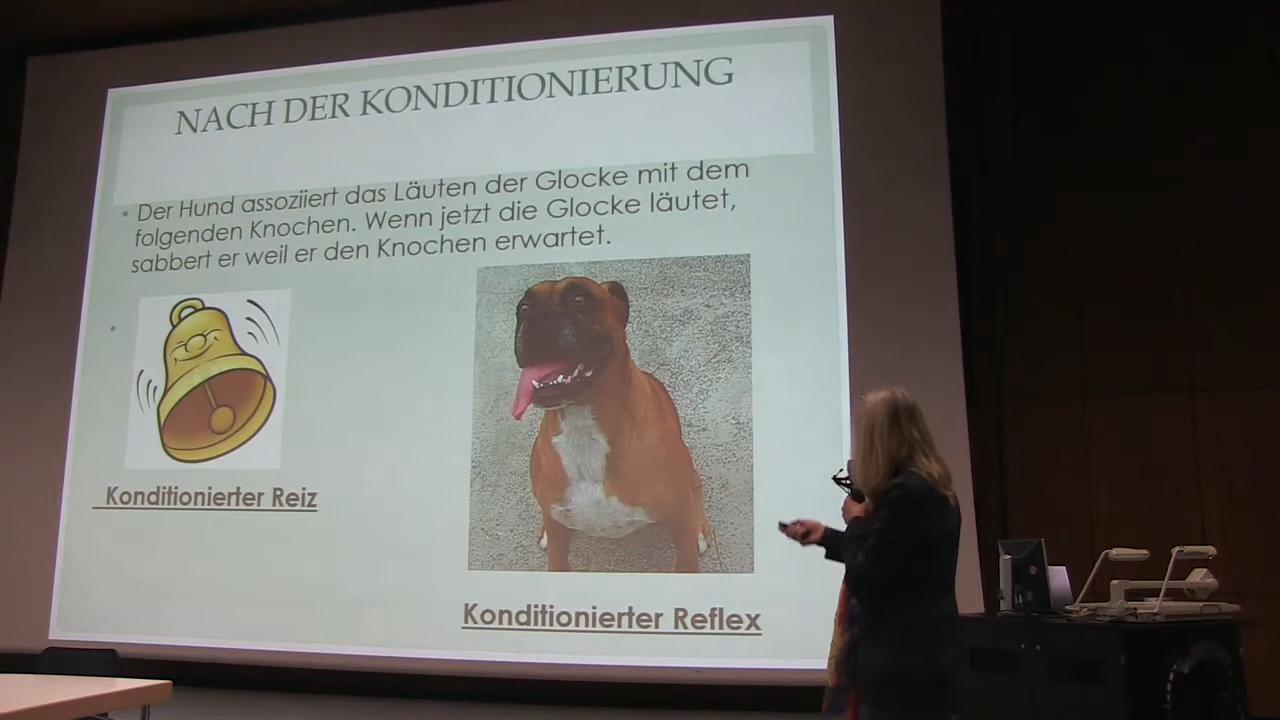 NACH DER KONDITIONIERUNG
• Der Hund assoziiert das Läuten der Glocke mit dem
folgenden Knochen. Wenn jetzt die Glocke läutet,
sabbert er weil er den Knochen erwartet.
Konditionierter Reiz
Konditionierter Reflex